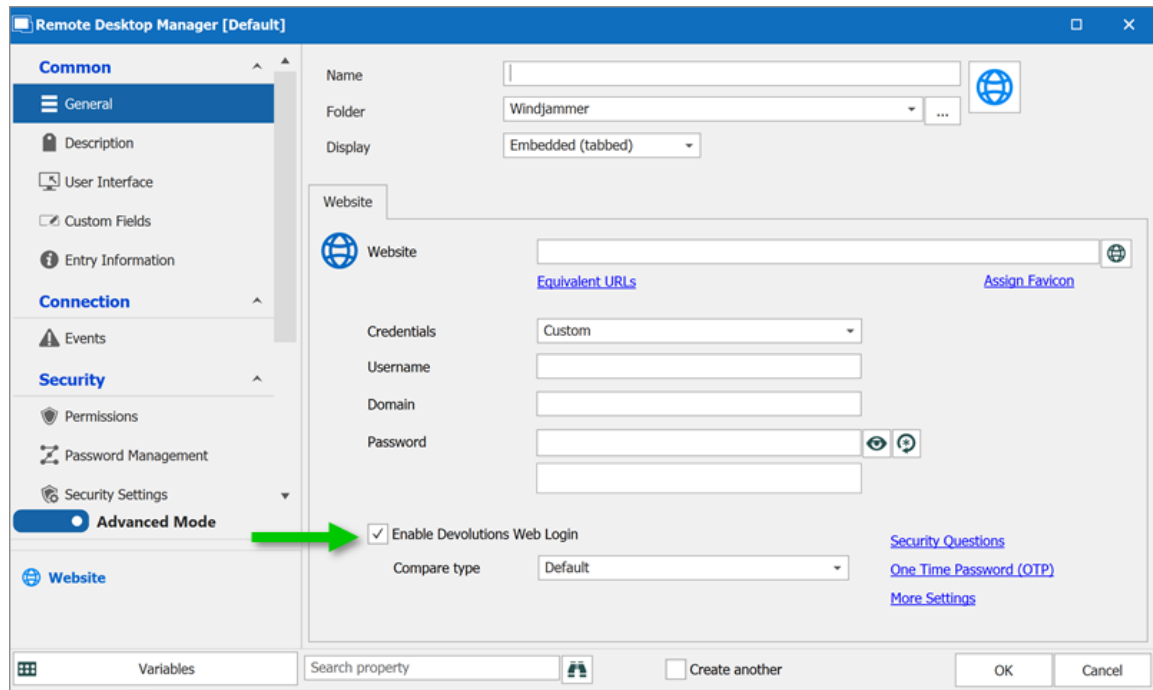 Remote Desktop Manager [Default]
Common
General
Description
User Interface
Custom Fields
Entry Information
Connection
Events
Security
Permissions
Password Management
Security Settings
Advanced Mode
Website
Variables
Name
Folder
Windjammer
...
Display
Embedded (tabbed)
Website
Website
Equivalent URLs
Assign Favicon
Credentials
Custom
Username
Domain
Password
Enable Devolutions Web Login
Compare type
Default
Security Questions
One Time Password (OTP)
More Settings
Search property
Create another
OK
Cancel